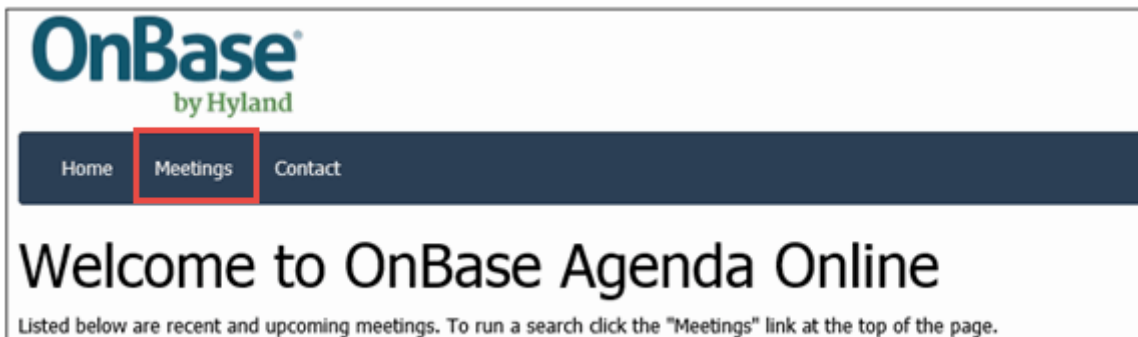 OnBase®
by Hyland
Home Meetings Contact
Welcome to OnBase Agenda Online
Listed below are recent and upcoming meetings. To run a search click the "Meetings" link at the top of the page.